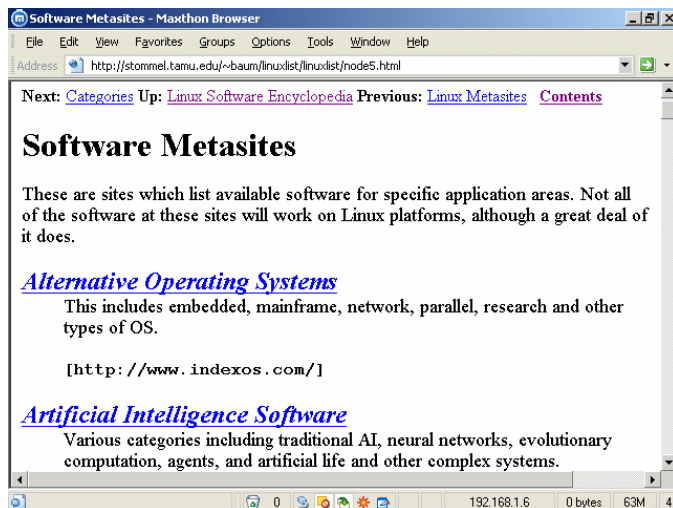 Software Metasites - Maxthon Browser
File Edit View Favorites Groups Options Tools Window Help
Address http://stommel.tamu.edu/~baum/linuxlist/linuxlist/node5.html
Next: Categories Up: Linux Software Encyclopedia Previous: Linux Metasites Contents
Software Metasites
These are sites which list available software for specific application areas. Not all
of the software at these sites will work on Linux platforms, although a great deal of
it does.
Alternative Operating Systems
This includes embedded, mainframe, network, parallel, research and other
types of OS.
[http://www.indexos.com/]
Artificial Intelligence Software
Various categories including traditional AI, neural networks, evolutionary
computation, agents, and artificial life and other complex systems.
0 192.168.1.6 0 bytes 63M 4